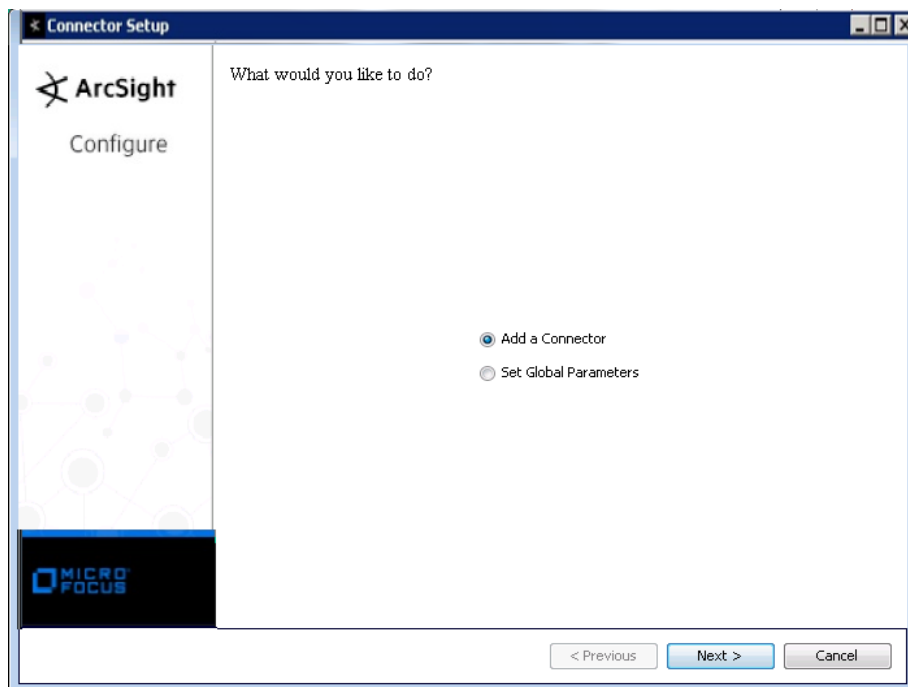 Connector Setup
ArcSight
Configure
What would you like to do?
Add a Connector
Set Global Parameters
MICRO
FOCUS
< Previous
Next >
Cancel